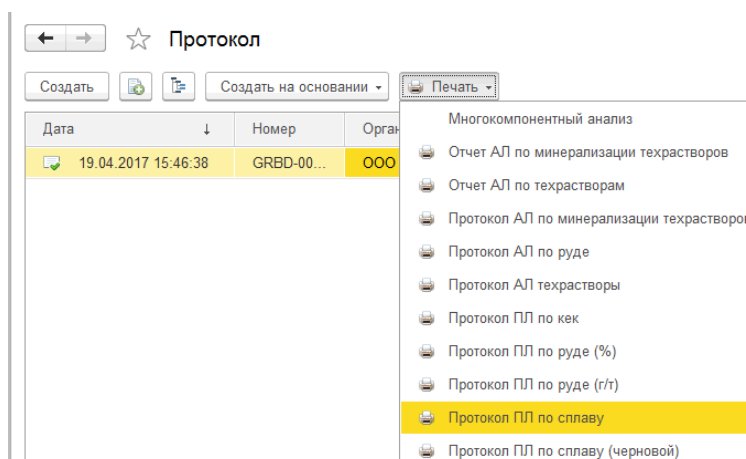 Протокол
Создать
Создать на основании
Печать
Дата ↓ Номер Орган
19.04.2017 15:46:38 GRBD-00... ООО
Многокомпонентный анализ
Отчет АЛ по минерализации техрастворов
Отчет АЛ по техрастворам
Протокол АЛ по минерализации техрастворов
Протокол АЛ по руде
Протокол АЛ техрастворы
Протокол ПЛ по кек
Протокол ПЛ по руде (%)
Протокол ПЛ по руде (г/т)
Протокол ПЛ по сплаву
Протокол ПЛ по сплаву (черновой)